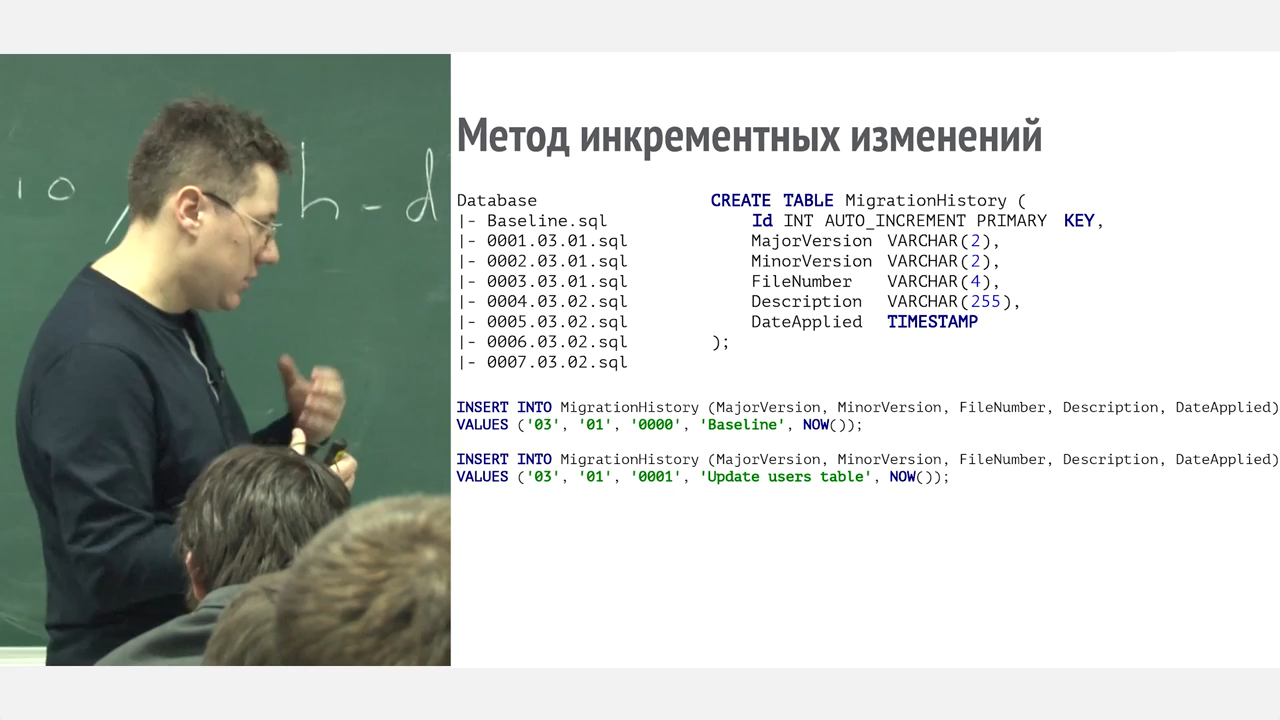 10
h-d
Метод инкрементных изменений
Database
|- Baseline.sql
|- 0001.03.01.sql
|- 0002.03.01.sql
|- 0003.03.01.sql
|- 0004.03.02.sql
|- 0005.03.02.sql
|- 0006.03.02.sql
|- 0007.03.02.sql
CREATE TABLE MigrationHistory (
Id INT AUTO_INCREMENT PRIMARY KEY,
MajorVersion VARCHAR(2),
MinorVersion VARCHAR(2),
FileNumber VARCHAR(4),
Description VARCHAR(255),
DateApplied TIMESTAMP
);
INSERT INTO MigrationHistory (MajorVersion, MinorVersion, FileNumber, Description, DateApplied)
VALUES ('03', '01', '0000', 'Baseline', NOW());
INSERT INTO MigrationHistory (MajorVersion, MinorVersion, FileNumber, Description, DateApplied)
VALUES ('03', '01', '0001', 'Update users table', NOW());